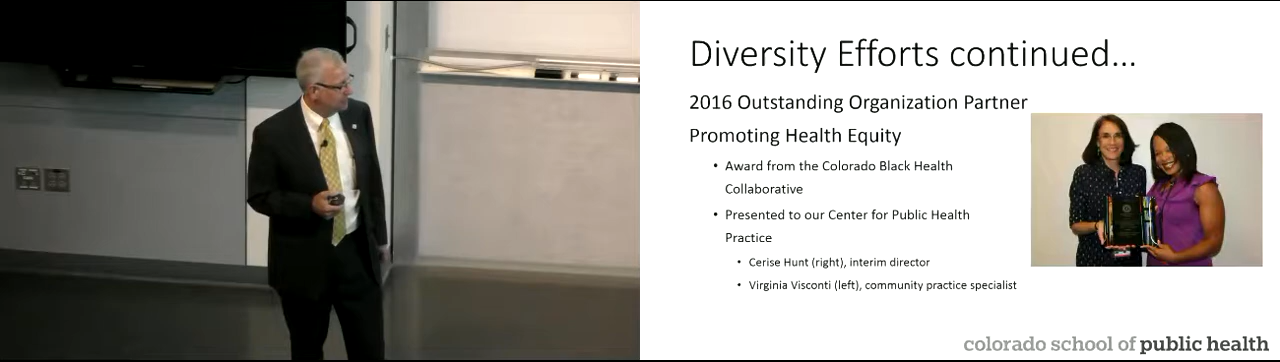 Diversity Efforts continued...
2016 Outstanding Organization Partner
Promoting Health Equity
• Award from the Colorado Black Health
Collaborative
• Presented to our Center for Public Health
Practice
• Cerise Hunt (right), interim director
• Virginia Visconti (left), community practice specialist
colorado school of public health